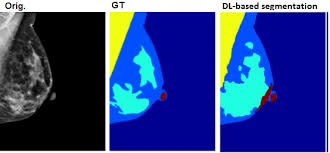 Orig.
GT
DL-based segmentation